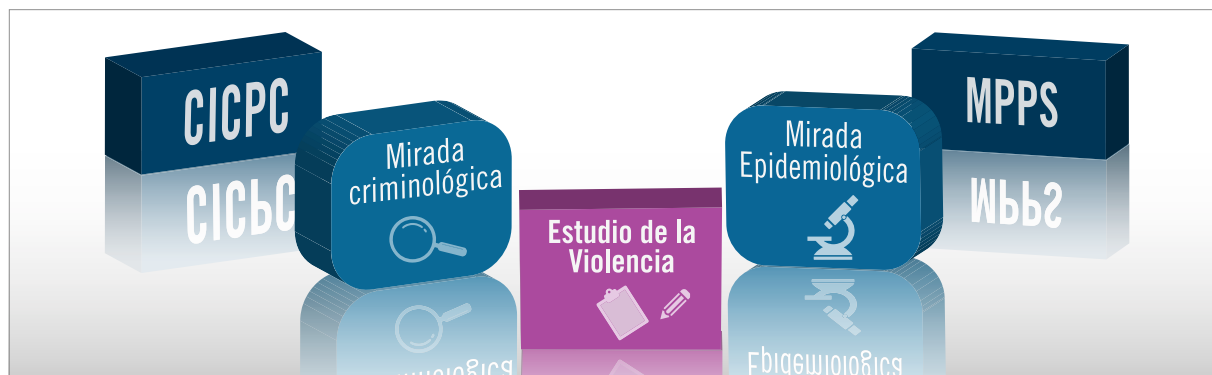 CICPC
Mirada
criminológica
Estudio de la
Violencia
Mirada
Epidemiológica
MPPS